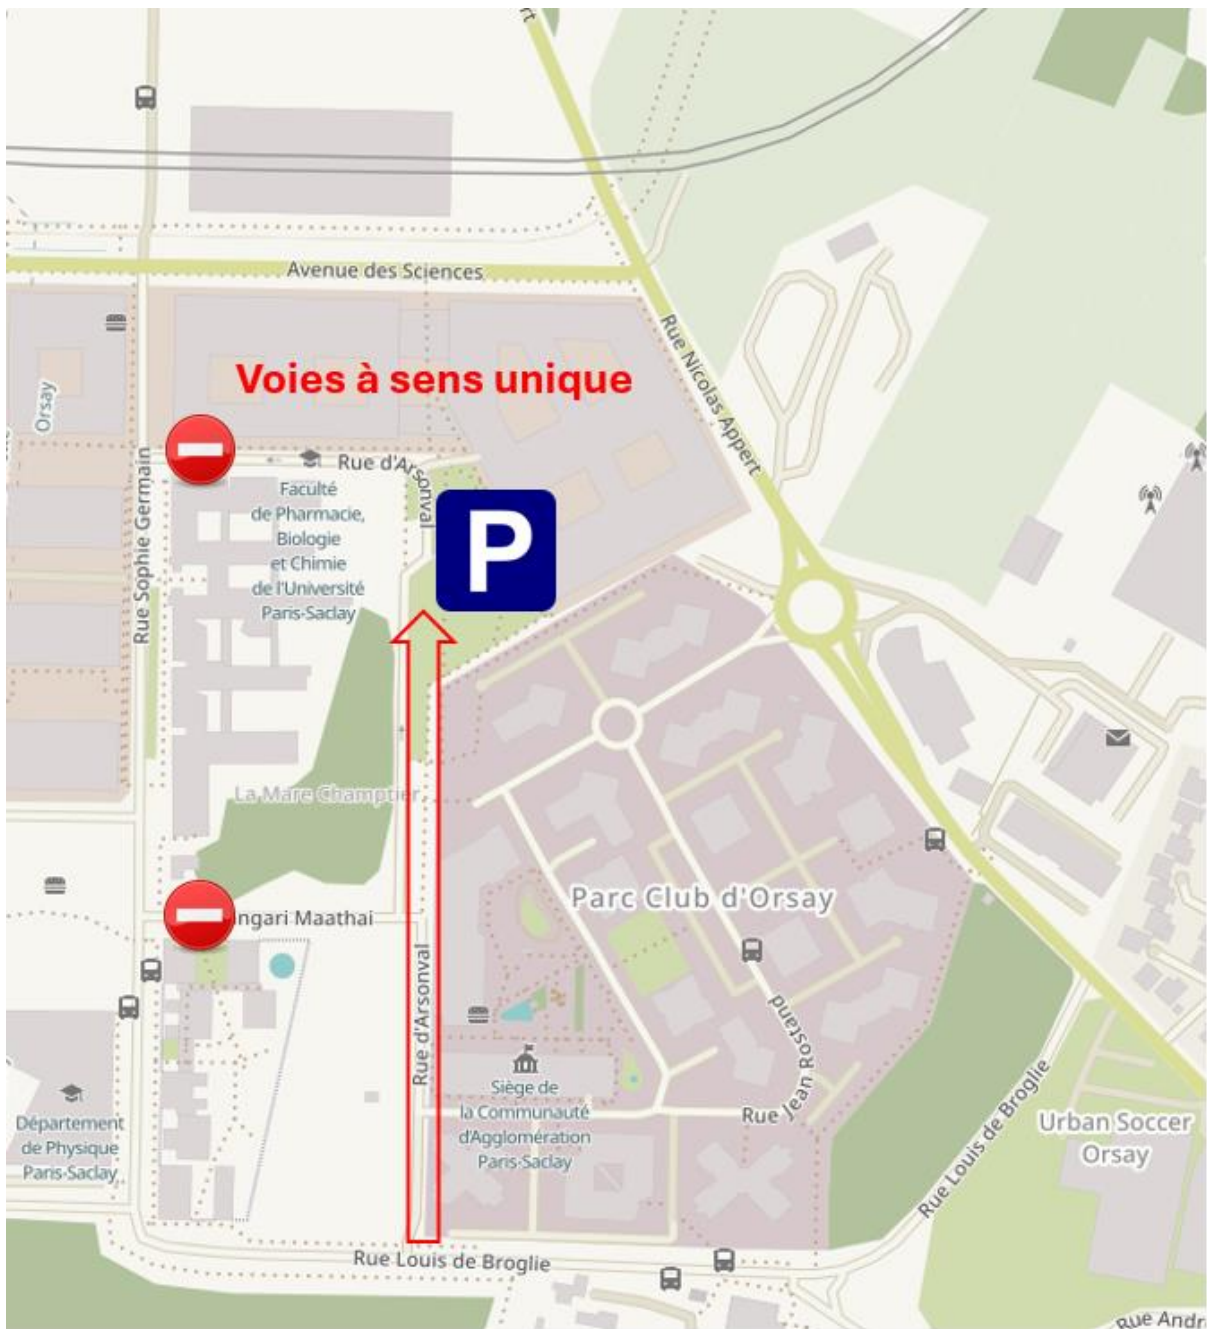 Avenue des Sciences
Rue Nicolas Appert
Orsay
Voies à sens unique
Rue d'Arsonval
Rue Sophie Germain
Faculté
de Pharmacie,
Biologie
et Chimie
de l'Université
Paris-Saclay
P
La Mare Champtier
Parc Club d'Orsay
ngari Maathai
Rue d'Arsonval
Siège de
la Communauté
d'Agglomération
Paris-Saclay
Rue Jean Rostand
Département
de Physique
Paris-Saclay
Urban Soccer
Orsay
Rue Louis de Broglie
Rue Louis de Broglie
Rue Andr